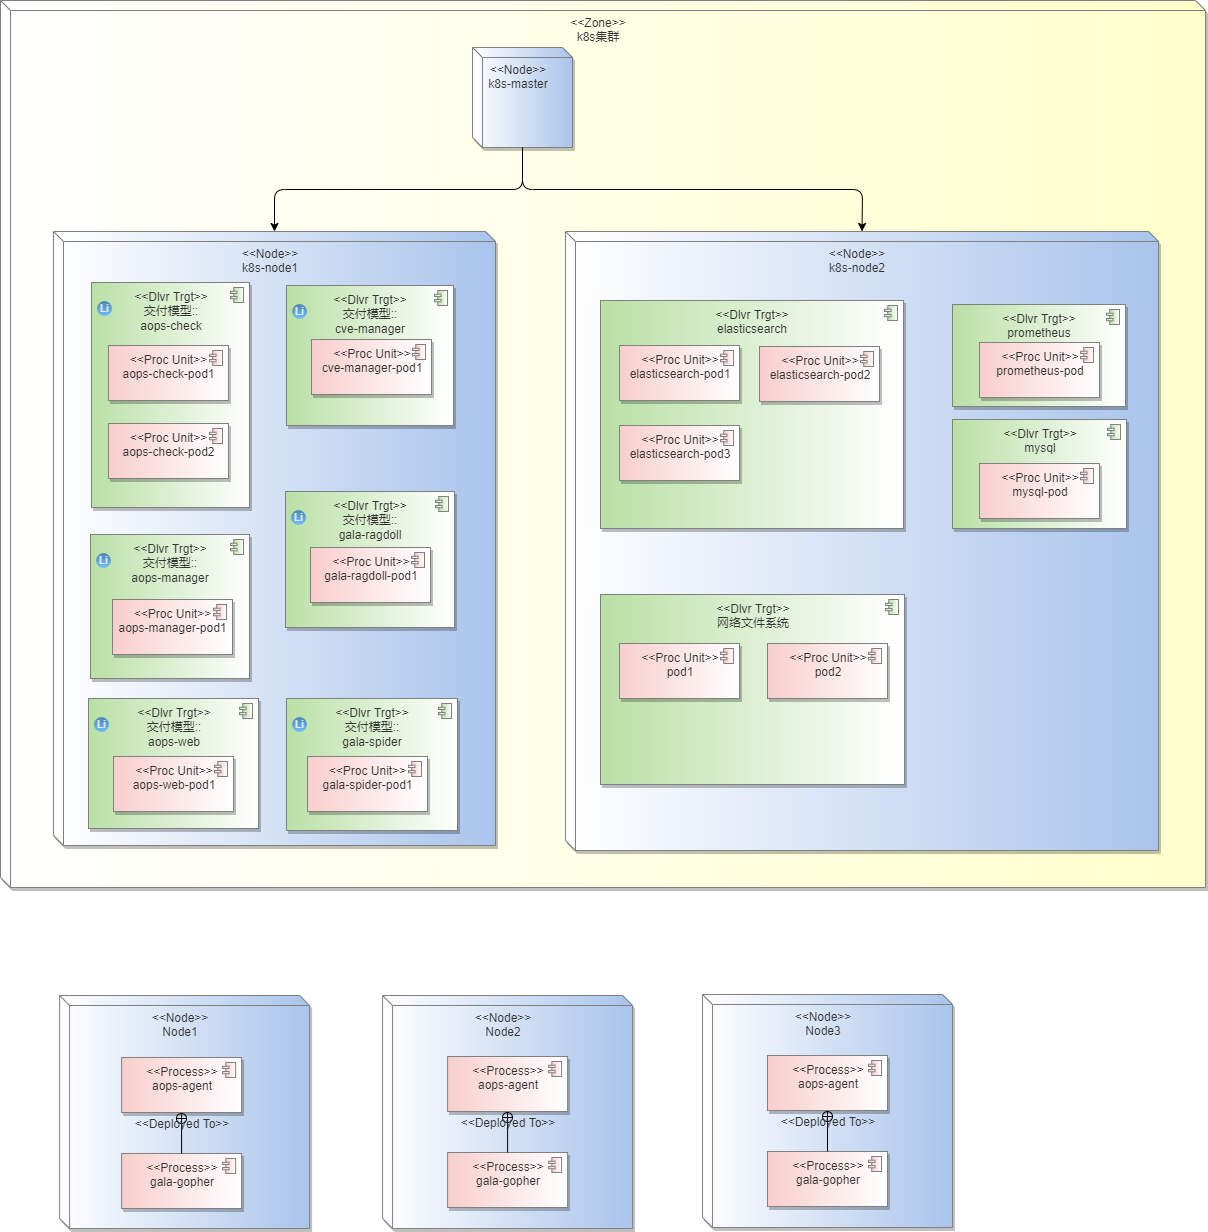 <<Zone>>
k8s集群
<<Node>>
k8s-master
<<Node>>
k8s-node1
<<Dlvr Trgt>>
Li
交付模型::
aops-check
<<Proc Unit>>
aops-check-pod1
<<Proc Unit>>
aops-check-pod2
<<Dlvr Trgt>>
Li
交付模型::
cve-manager
<<Proc Unit>>
cve-manager-pod1
<<Dlvr Trgt>>
Li
交付模型::
gala-ragdoll
<<Proc Unit>>
gala-ragdoll-pod1
<<Dlvr Trgt>>
Li
交付模型::
aops-manager
<<Proc Unit>>
aops-manager-pod1
<<Dlvr Trgt>>
Li
交付模型::
aops-web
<<Proc Unit>>
aops-web-pod1
<<Dlvr Trgt>>
Li
交付模型::
gala-spider
<<Proc Unit>>
gala-spider-pod1
<<Node>>
k8s-node2
<<Dlvr Trgt>>
elasticsearch
<<Proc Unit>>
elasticsearch-pod1
<<Proc Unit>>
elasticsearch-pod2
<<Proc Unit>>
elasticsearch-pod3
<<Dlvr Trgt>>
prometheus
<<Proc Unit>>
prometheus-pod
<<Dlvr Trgt>>
mysql
<<Proc Unit>>
mysql-pod
<<Dlvr Trgt>>
网络文件系统
<<Proc Unit>>
pod1
<<Proc Unit>>
pod2
<<Node>>
Node1
<<Process>>
aops-agent
<<Deployed To>>
<<Process>>
gala-gopher
<<Node>>
Node2
<<Process>>
aops-agent
<<Deployed To>>
<<Process>>
gala-gopher
<<Node>>
Node3
<<Process>>
aops-agent
<<Deployed To>>
<<Process>>
gala-gopher